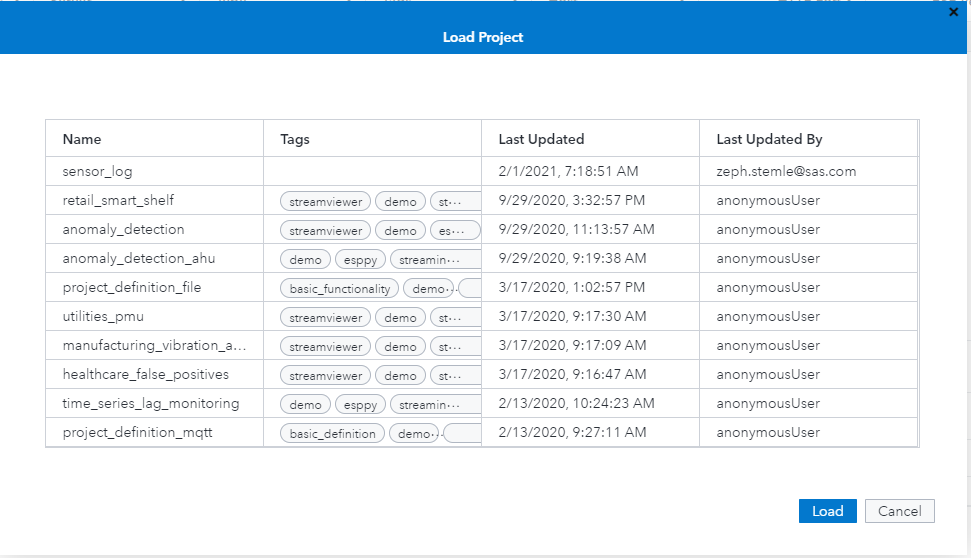 Load Project
Name Tags Last Updated Last Updated By
sensor_log 2/1/2021, 7:18:51 AM zeph.stemle@sas.com
retail_smart_shelf streamviewer demo st··· 9/29/2020, 3:32:57 PM anonymousUser
anomaly_detection streamviewer demo es··· 9/29/2020, 11:13:57 AM anonymousUser
anomaly_detection_ahu demo esppy streamin··· 9/29/2020, 9:19:38 AM anonymousUser
project_definition_file basic_functionality demo··· 3/17/2020, 1:02:57 PM anonymousUser
utilities_pmu streamviewer demo st··· 3/17/2020, 9:17:30 AM anonymousUser
manufacturing_vibration_a... streamviewer demo st··· 3/17/2020, 9:17:09 AM anonymousUser
healthcare_false_positives streamviewer demo st··· 3/17/2020, 9:16:47 AM anonymousUser
time_series_lag_monitoring demo esppy streamin··· 2/13/2020, 10:24:23 AM anonymousUser
project_definition_mqtt basic_definition demo··· 2/13/2020, 9:27:11 AM anonymousUser
Load Cancel